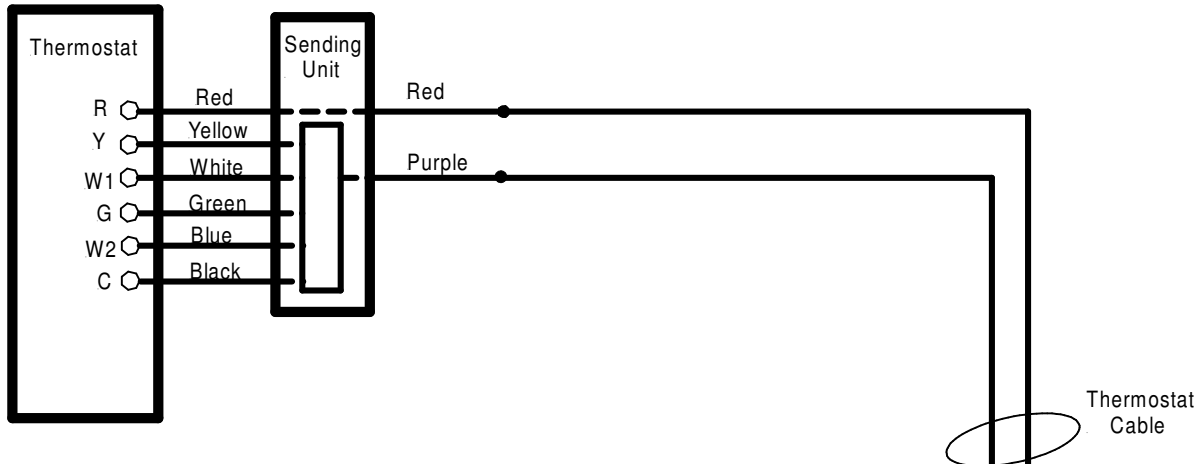 Thermostat
Sending
Unit
R
Red
Red
Y
Yellow
W1
White
Purple
G
Green
W2
Blue
C
Black
Thermostat
Cable